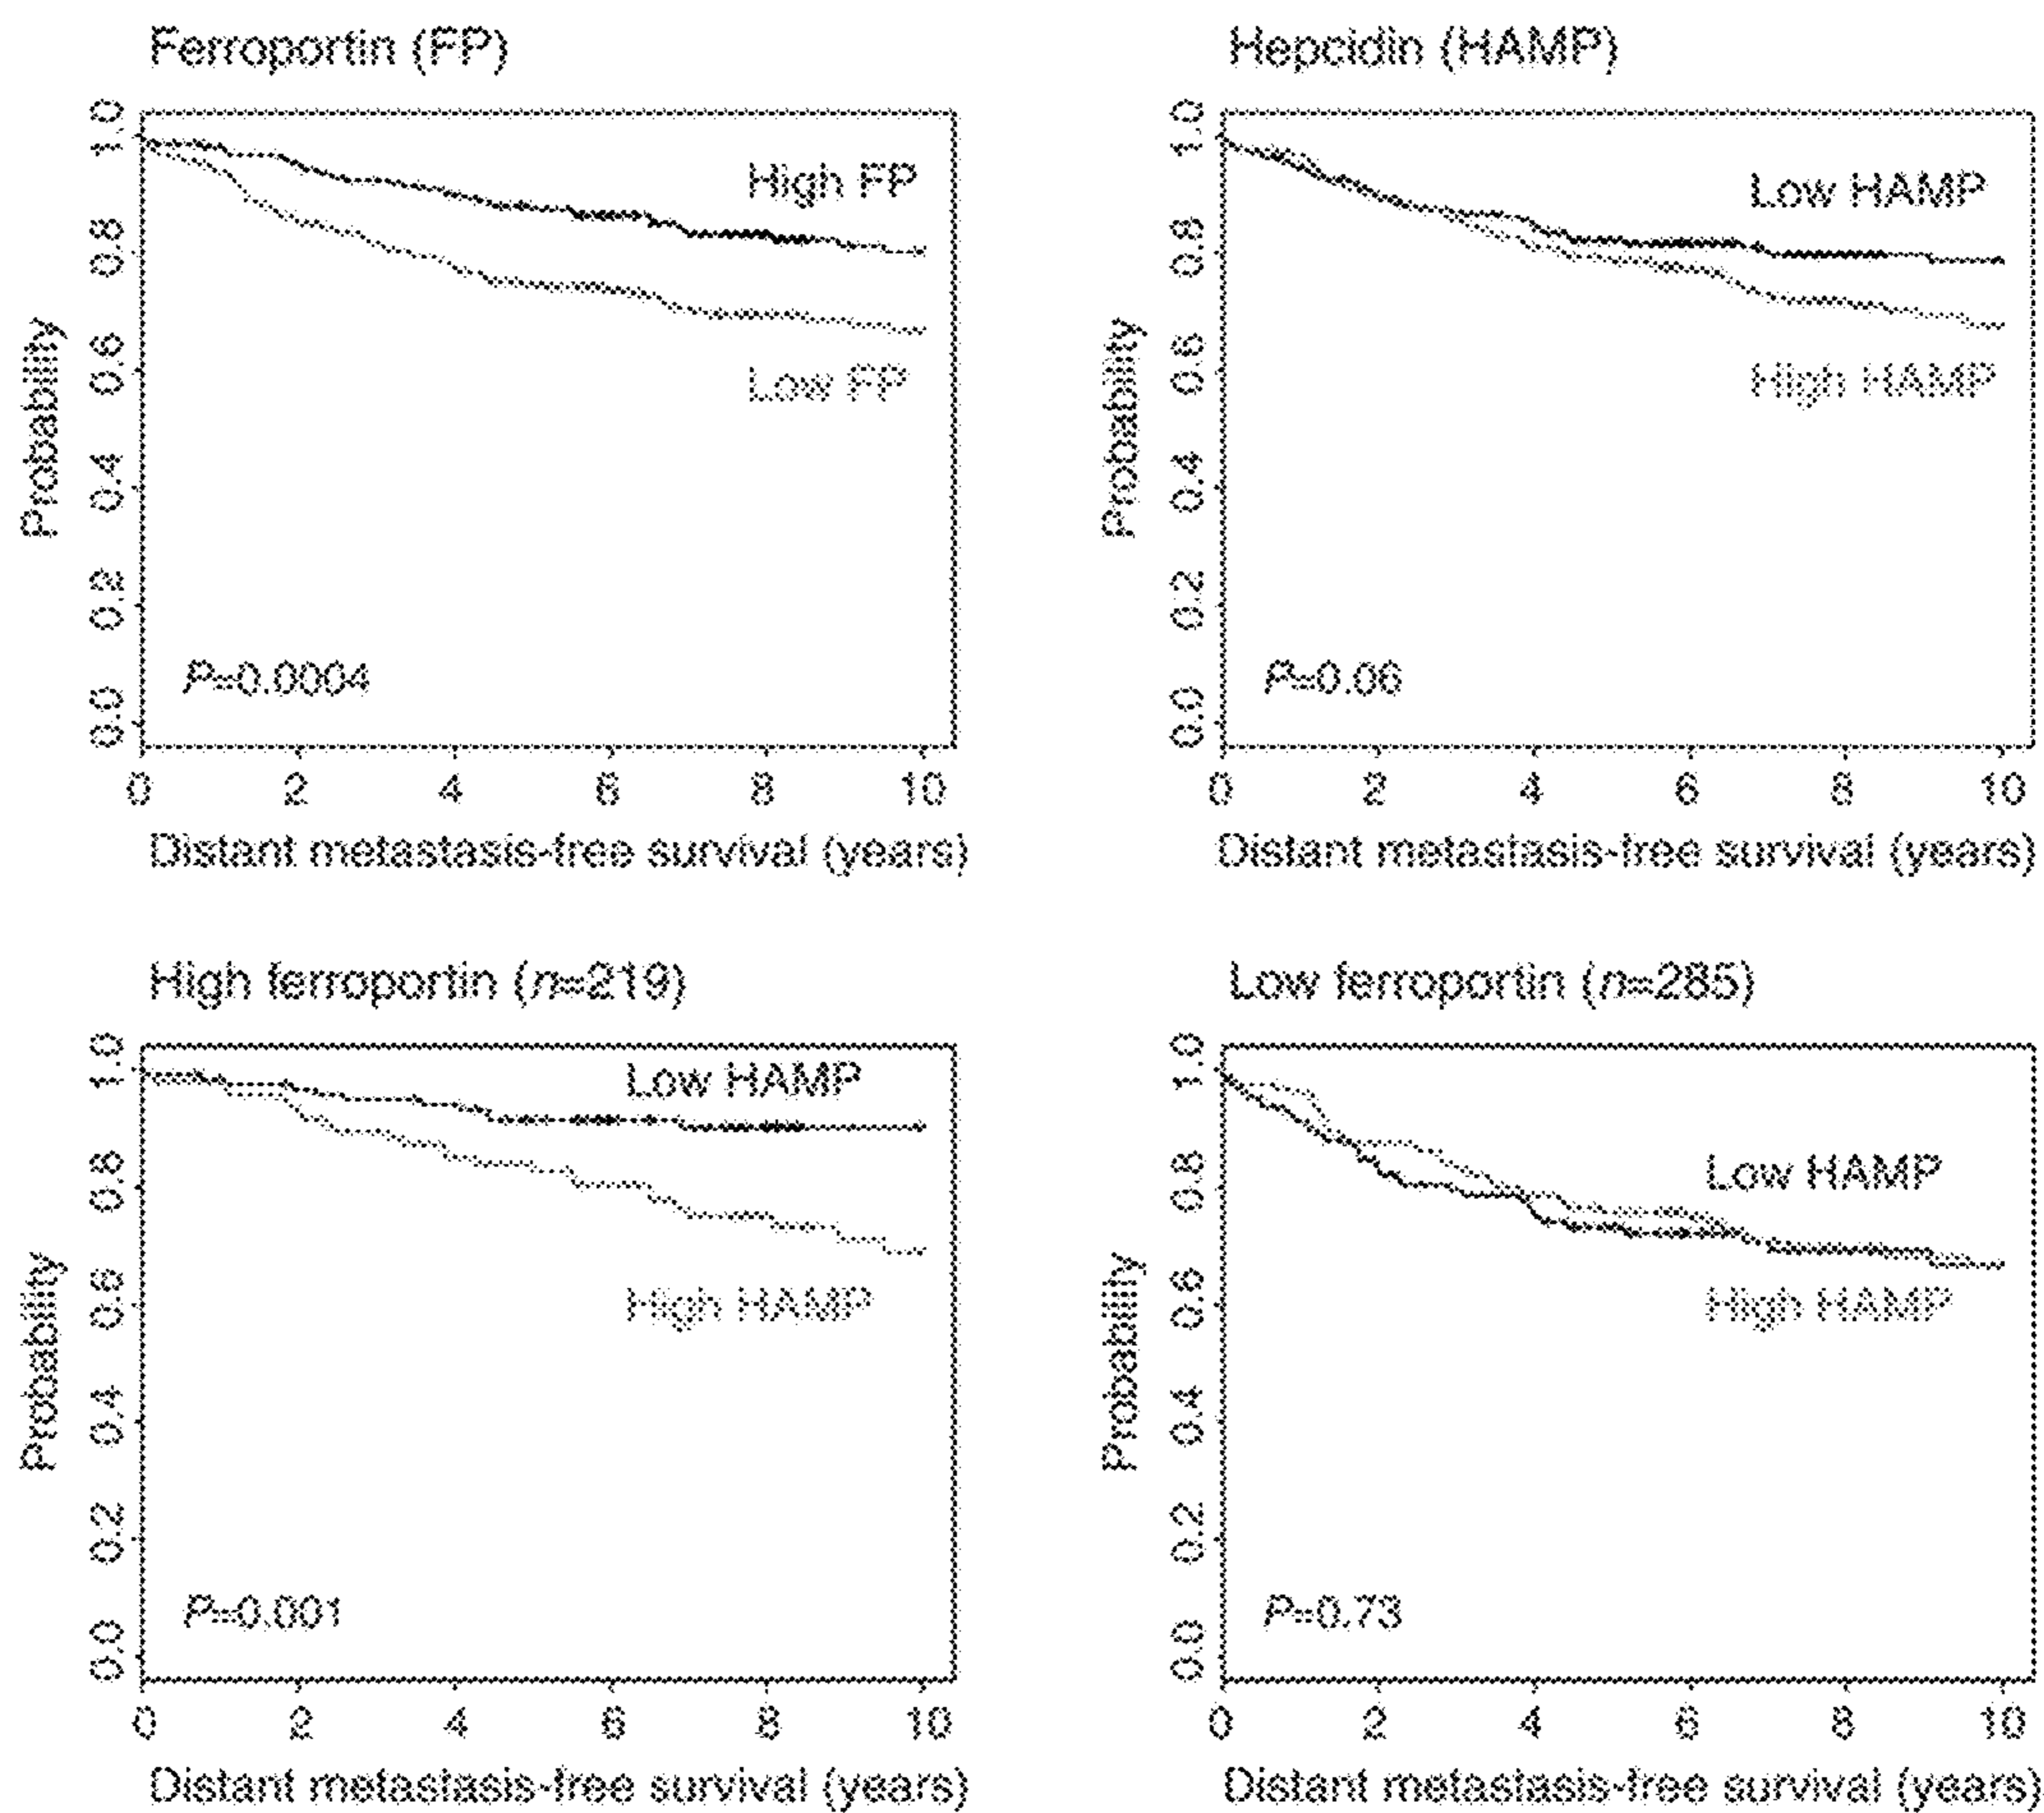 Ferroportin (FP)
1.0
0.8
0.6
0.4
0.2
0.0
Probability
High FP
Low FP
P=0.0004
0 2 4 6 8 10
Distant metastasis-free survival (years)
Hepcidin (HAMP)
1.0
0.8
0.6
0.4
0.2
0.0
Probability
Low HAMP
High HAMP
P=0.06
0 2 4 6 8 10
Distant metastasis-free survival (years)
High ferroportin (n=219)
1.0
0.8
0.6
0.4
0.2
0.0
Probability
Low HAMP
High HAMP
P=0.001
0 2 4 6 8 10
Distant metastasis-free survival (years)
Low ferroportin (n=285)
1.0
0.8
0.6
0.4
0.2
0.0
Probability
Low HAMP
High HAMP
P=0.73
0 2 4 6 8 10
Distant metastasis-free survival (years)